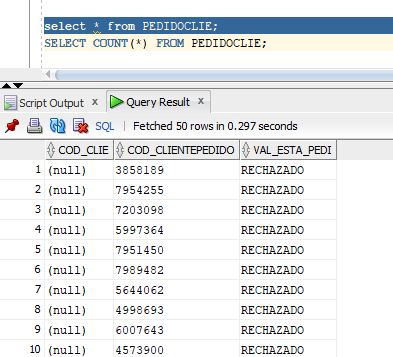 select * from PEDIDOCLIE;
SELECT COUNT(*) FROM PEDIDOCLIE;
Script Output x Query Result x
SQL | Fetched 50 rows in 0.297 seconds
COD_CLIE COD_CLIENTEPEDIDO VAL_ESTA_PEDI
1 (null) 3858189 RECHAZADO
2 (null) 7954255 RECHAZADO
3 (null) 7203098 RECHAZADO
4 (null) 5997364 RECHAZADO
5 (null) 7951450 RECHAZADO
6 (null) 7989482 RECHAZADO
7 (null) 5644062 RECHAZADO
8 (null) 4998693 RECHAZADO
9 (null) 6007643 RECHAZADO
10 (null) 4573900 RECHAZADO